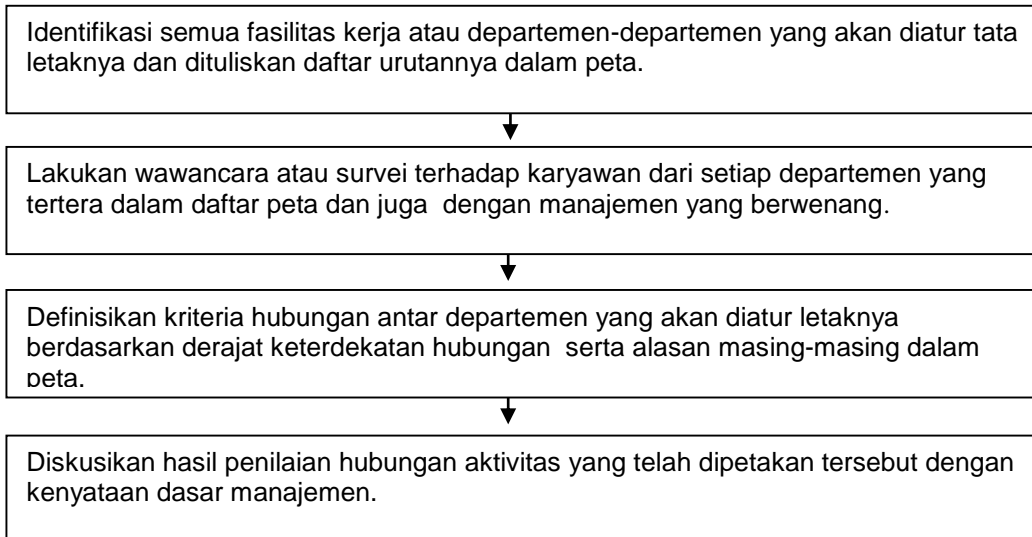 Identifikasi semua fasilitas kerja atau departemen-departemen yang akan diatur tata
letaknya dan dituliskan daftar urutannya dalam peta.
Lakukan wawancara atau survei terhadap karyawan dari setiap departemen yang
tertera dalam daftar peta dan juga dengan manajemen yang berwenang.
Definisikan kriteria hubungan antar departemen yang akan diatur letaknya
berdasarkan derajat keterdekatan hubungan serta alasan masing-masing dalam
peta.
Diskusikan hasil penilaian hubungan aktivitas yang telah dipetakan tersebut dengan
kenyataan dasar manajemen.